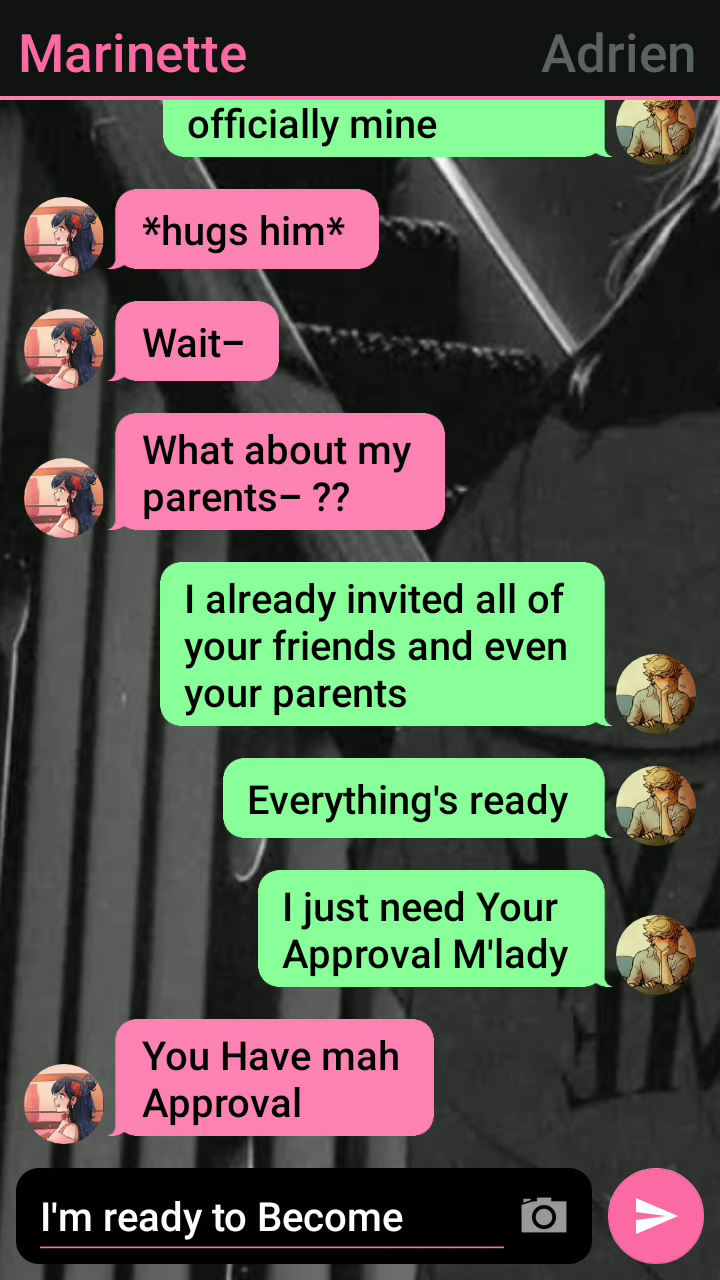 Marinette Adrien
officially mine
*hugs him*
Wait–
What about my
parents– ??
I already invited all of
your friends and even
your parents
Everything's ready
I just need Your
Approval M'lady
You Have mah
Approval
I'm ready to Become